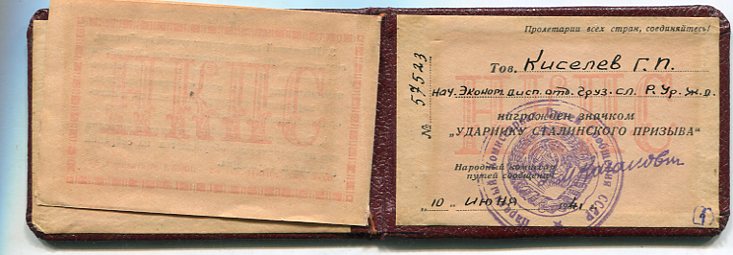 Пролетарии всех стран, соединяйтесь!
№ 57523
Тов. Киселев Г.П.
нач. Эконом. дисп. отд. груз. сл. Р. Ур. ж.д.
награжден значком
„УДАРНИКУ СТАЛИНСКОГО ПРИЗЫВА“
Народный комиссар
путей сообщения
„10„ июня